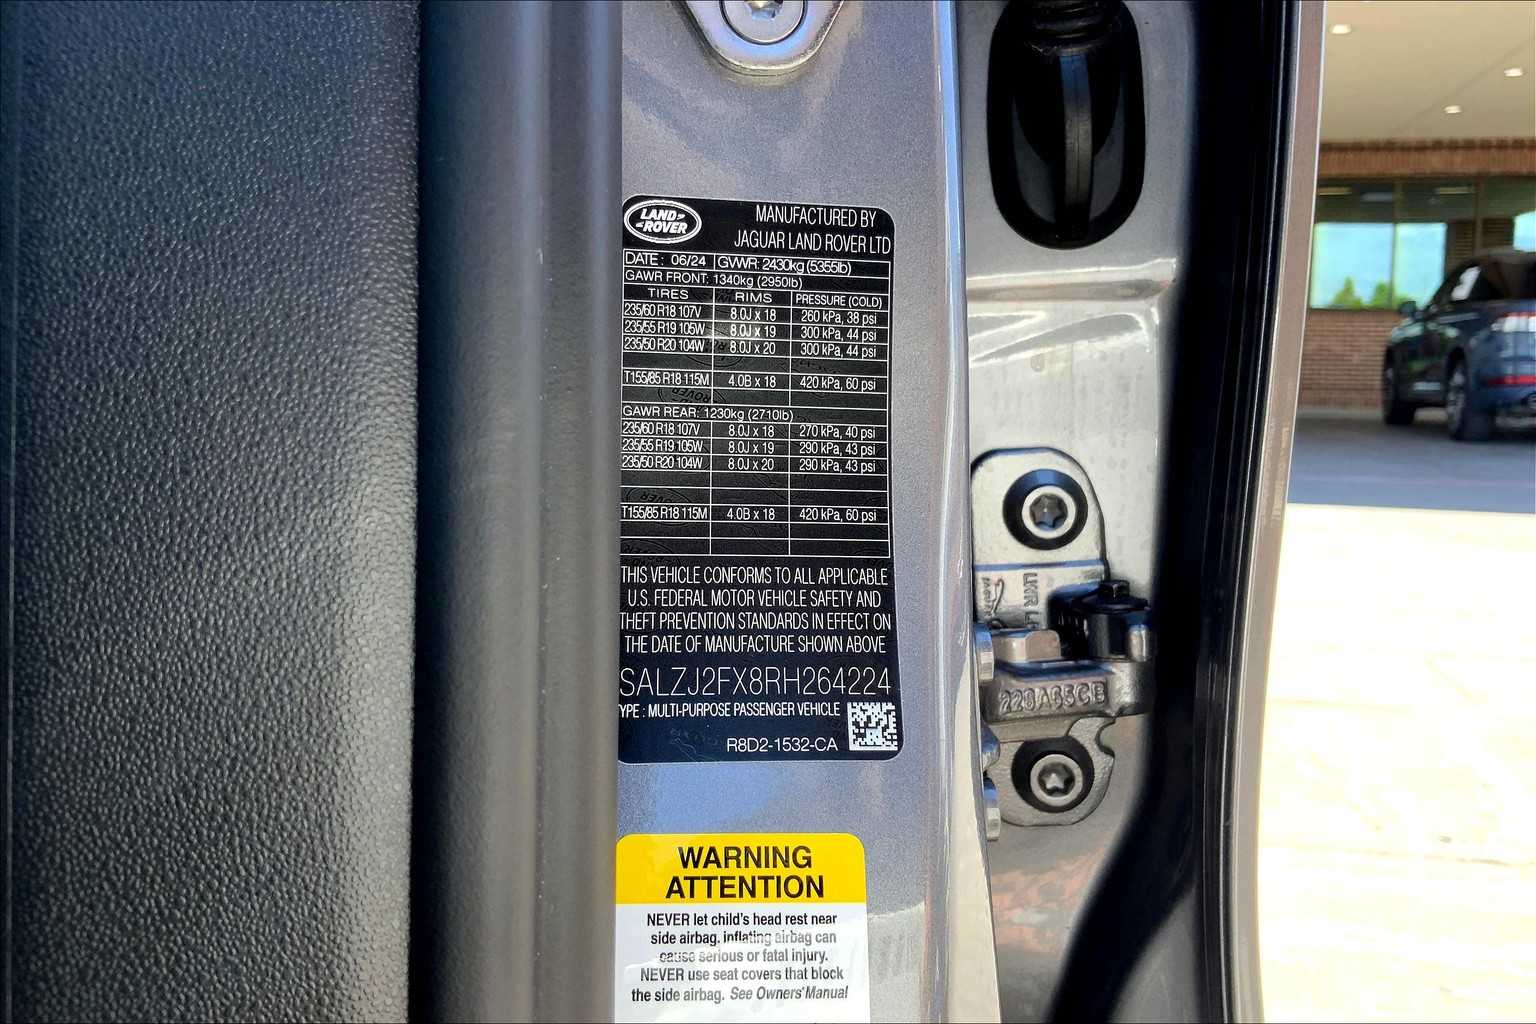 LAND ROVER
MANUFACTURED BY
JAGUAR LAND ROVER LTD
DATE: 06/24 GVWR: 2430kg (5355lb)
GAWR FRONT: 1340kg (2950lb)
TIRES RIMS PRESSURE (COLD)
235/60 R18 107V 8.0J x 18 260 kPa, 38 psi
235/55 R19 105W 8.0J x 19 300 kPa, 44 psi
235/50 R20 104W 8.0J x 20 300 kPa, 44 psi
T155/85 R18 115M 4.0B x 18 420 kPa, 60 psi
GAWR REAR: 1230kg (2710lb)
235/60 R18 107V 8.0J x 18 270 kPa, 40 psi
235/55 R19 105W 8.0J x 19 290 kPa, 43 psi
235/50 R20 104W 8.0J x 20 290 kPa, 43 psi
T155/85 R18 115M 4.0B x 18 420 kPa, 60 psi
THIS VEHICLE CONFORMS TO ALL APPLICABLE
U.S. FEDERAL MOTOR VEHICLE SAFETY AND
THEFT PREVENTION STANDARDS IN EFFECT ON
THE DATE OF MANUFACTURE SHOWN ABOVE
SALZJ2FX8RH264224
YPE : MULTI-PURPOSE PASSENGER VEHICLE
R8D2-1532-CA
WARNING
ATTENTION
NEVER let child's head rest near
side airbag. inflating airbag can
cause serious or fatal injury.
NEVER use seat covers that block
the side airbag. See Owners' Manual